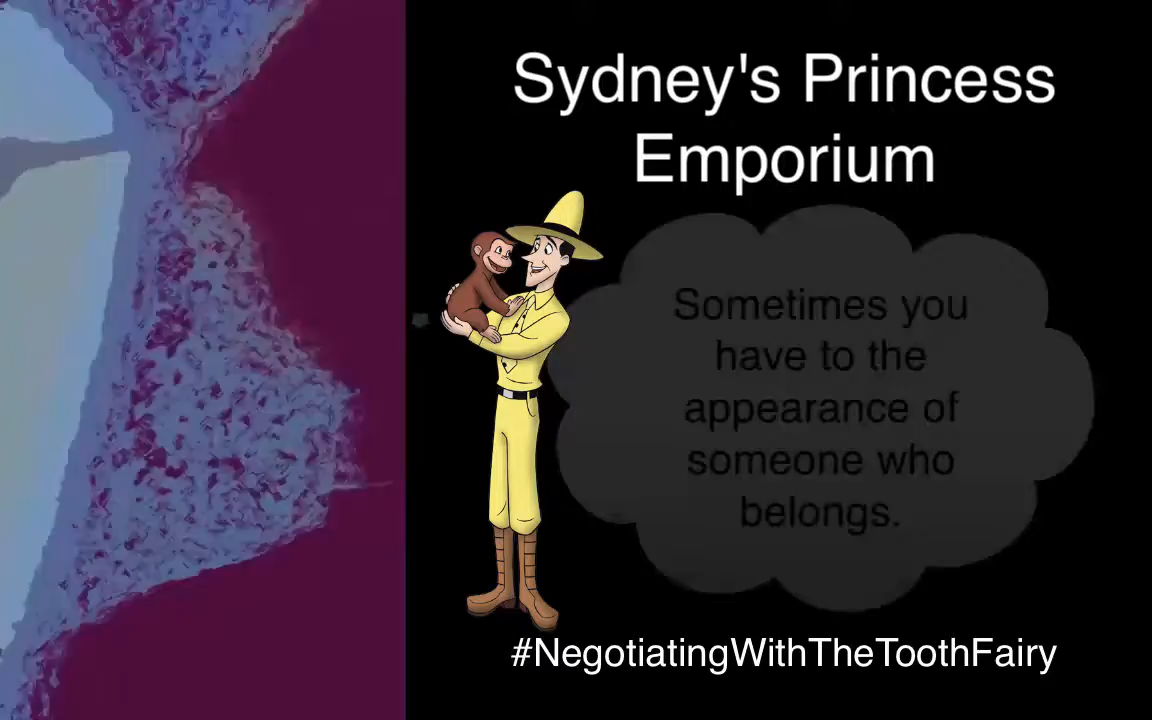 Sydney's Princess
Emporium
Sometimes you
have to the
appearance of
someone who
belongs.
#NegotiatingWithTheToothFairy